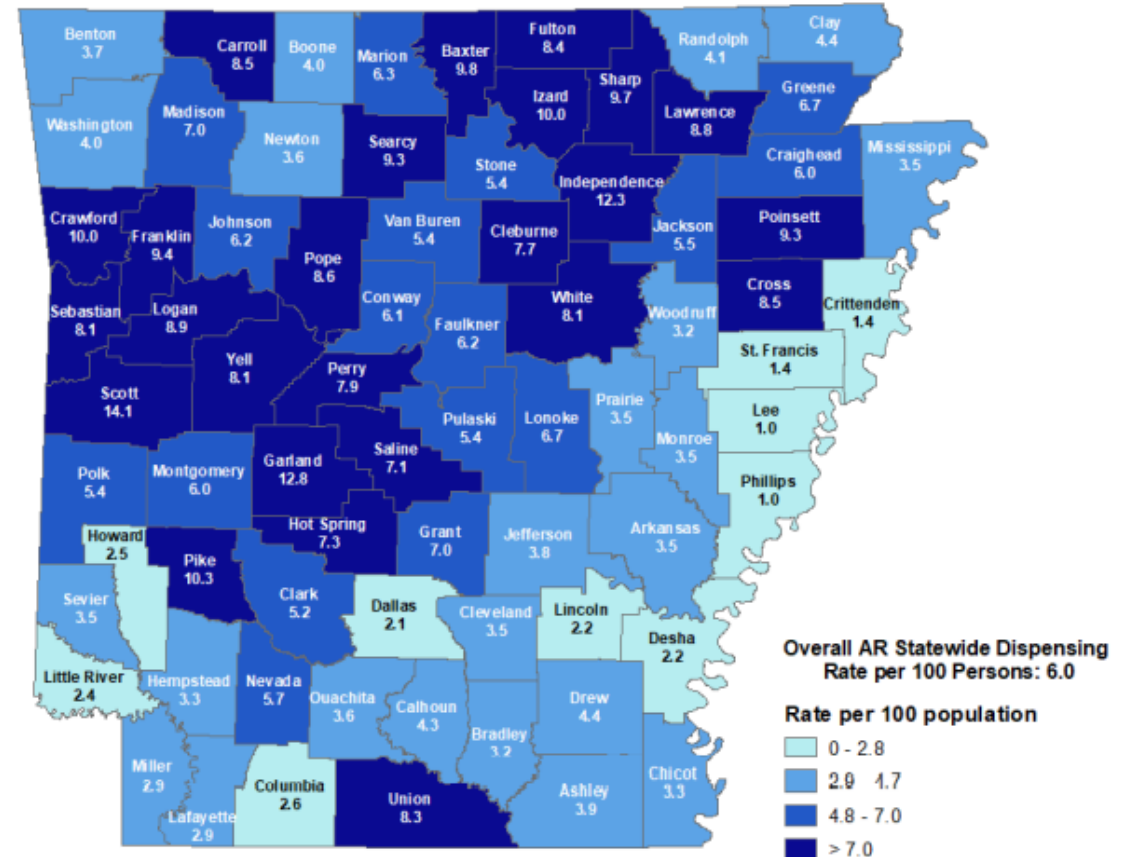 Benton
3.7
Carroll
8.5
Boone
4.0
Marion
6.3
Baxter
9.8
Fulton
8.4
Sharp
9.7
Randolph
4.1
Clay
4.4
Greene
6.7
Izard
10.0
Lawrence
8.8
Washington
4.0
Madison
7.0
Newton
3.6
Searcy
9.3
Stone
5.4
Independence
12.3
Craighead
6.0
Mississippi
3.5
Crawford
10.0
Franklin
9.4
Johnson
6.2
Pope
8.6
Van Buren
5.4
Cleburne
7.7
Jackson
5.5
Poinsett
9.3
Sebastian
8.1
Logan
8.9
Conway
6.1
Faulkner
6.2
White
8.1
Woodruff
3.2
Cross
8.5
Crittenden
1.4
Scott
14.1
Yell
8.1
Perry
7.9
St. Francis
1.4
Pulaski
5.4
Lonoke
6.7
Prairie
3.5
Monroe
3.5
Lee
1.0
Polk
5.4
Montgomery
6.0
Garland
12.8
Saline
7.1
Phillips
1.0
Howard
2.5
Pike
10.3
Hot Spring
7.3
Grant
7.0
Jefferson
3.8
Arkansas
3.5
Sevier
3.5
Clark
5.2
Dallas
2.1
Cleveland
3.5
Lincoln
2.2
Desha
2.2
Little River
2.4
Hempstead
3.3
Nevada
5.7
Ouachita
3.6
Calhoun
4.3
Bradley
3.2
Drew
4.4
Miller
2.9
Lafayette
2.9
Columbia
2.6
Union
8.3
Ashley
3.9
Chicot
3.3
Overall AR Statewide Dispensing
Rate per 100 Persons: 6.0
Rate per 100 population
0 - 2.8
2.9
4.8 - 7.0
> 7.0